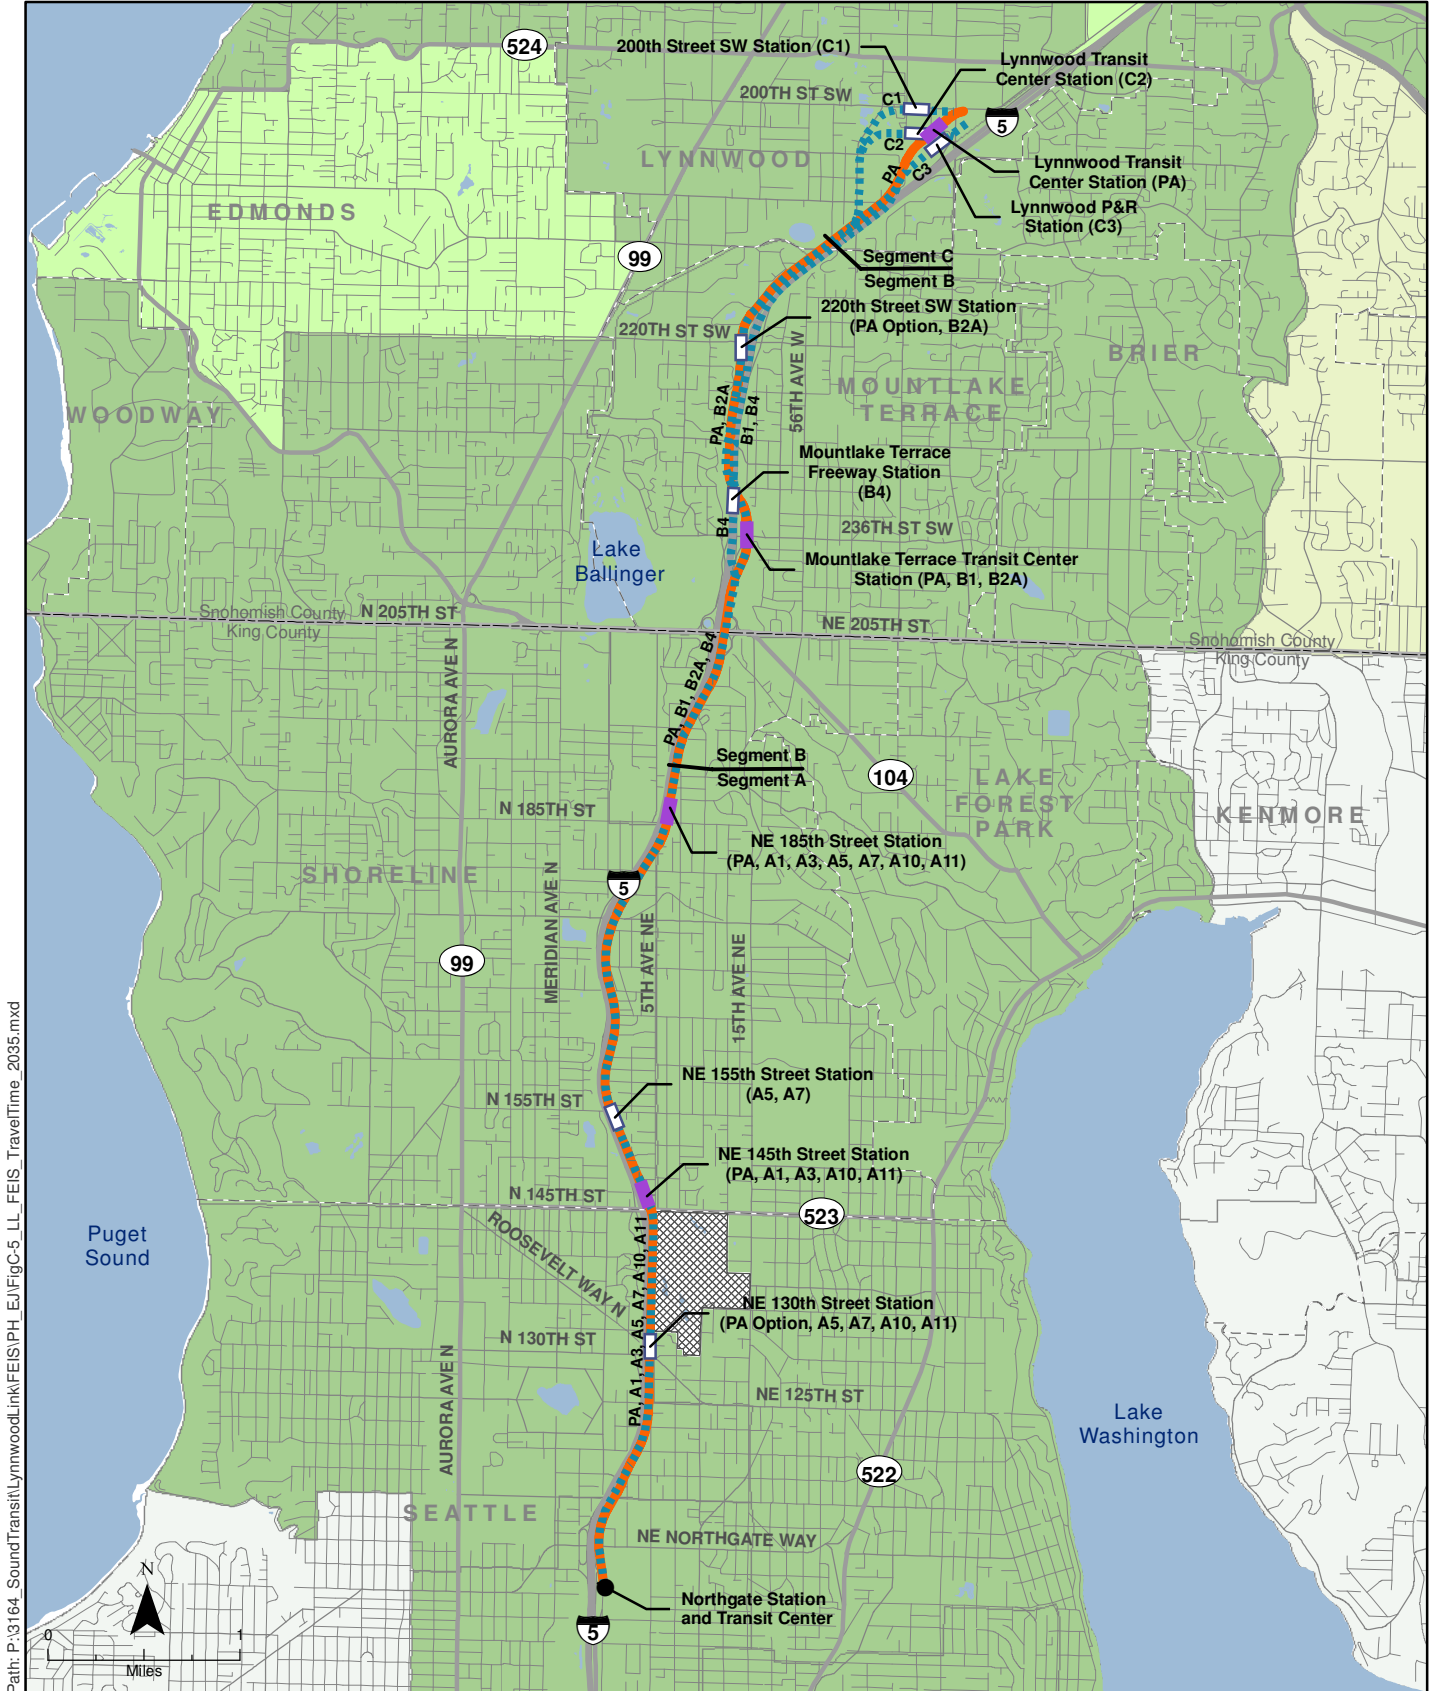 524
200th Street SW Station (C1)
Lynnwood Transit
Center Station (C2)
200TH ST SW
C1
5
C2
LYNNWOOD
PA
C3
Lynnwood Transit
Center Station (PA)
EDMONDS
Lynnwood P&R
Station (C3)
99
Segment C
Segment B
220th Street SW Station
(PA Option, B2A)
220TH ST SW
56TH AVE W
BRIER
MOUNTLAKE
TERRACE
WOODWAY
PA, B2A
B1, B4
Mountlake Terrace
Freeway Station
(B4)
B4
236TH ST SW
Lake
Ballinger
Mountlake Terrace Transit Center
Station (PA, B1, B2A)
Snohomish County
King County
N 205TH ST
NE 205TH ST
Snohomish County
King County
AURORA AVE N
PA, B1, B2A, B4
Segment B
Segment A
104
LAKE
FOREST
PARK
KENMORE
N 185TH ST
NE 185th Street Station
(PA, A1, A3, A5, A7, A10, A11)
SHORELINE
5
MERIDIAN AVE N
5TH AVE NE
15TH AVE NE
99
NE 155th Street Station
(A5, A7)
N 155TH ST
NE 145th Street Station
(PA, A1, A3, A10, A11)
N 145TH ST
523
Puget
Sound
ROOSEVELT WAY N
PA, A1, A3, A5, A7, A10, A11
NE 130th Street Station
(PA Option, A5, A7, A10, A11)
N 130TH ST
AURORA AVE N
NE 125TH ST
Lake
Washington
522
SEATTLE
NE NORTHGATE WAY
N
Northgate Station
and Transit Center
5
0
1
Miles
Path: P:\3164_SoundTransit\LynnwoodLink\FEIS\PH_EJ\FigC-5_LL_FEIS_TravelTime_2035.mxd